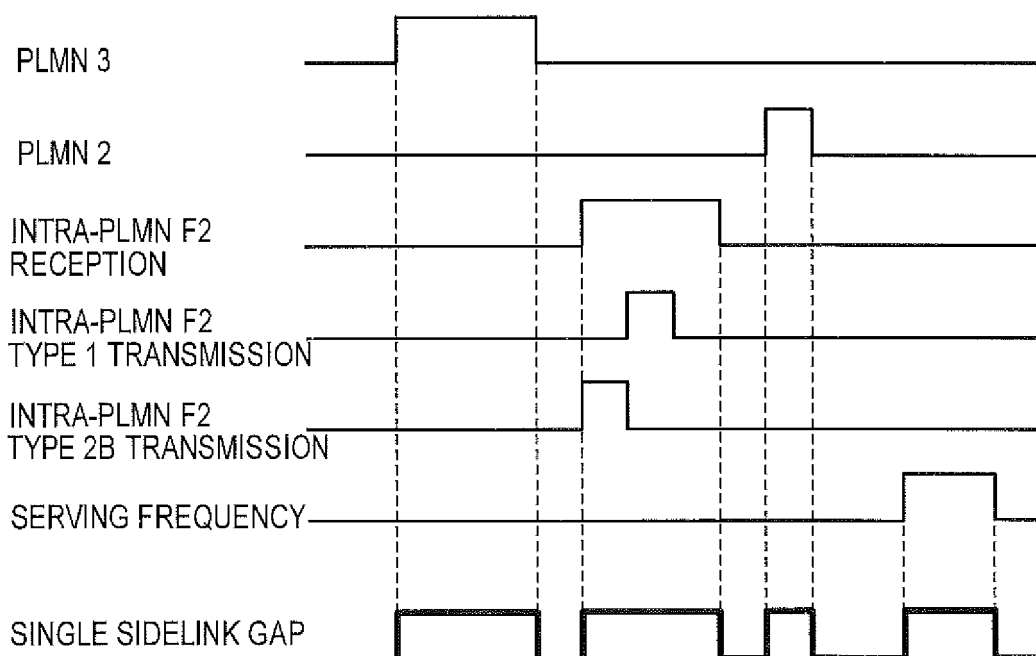 PLMN 3
PLMN 2
INTRA-PLMN F2
RECEPTION
INTRA-PLMN F2
TYPE 1 TRANSMISSION
INTRA-PLMN F2
TYPE 2B TRANSMISSION
SERVING FREQUENCY
SINGLE SIDELINK GAP